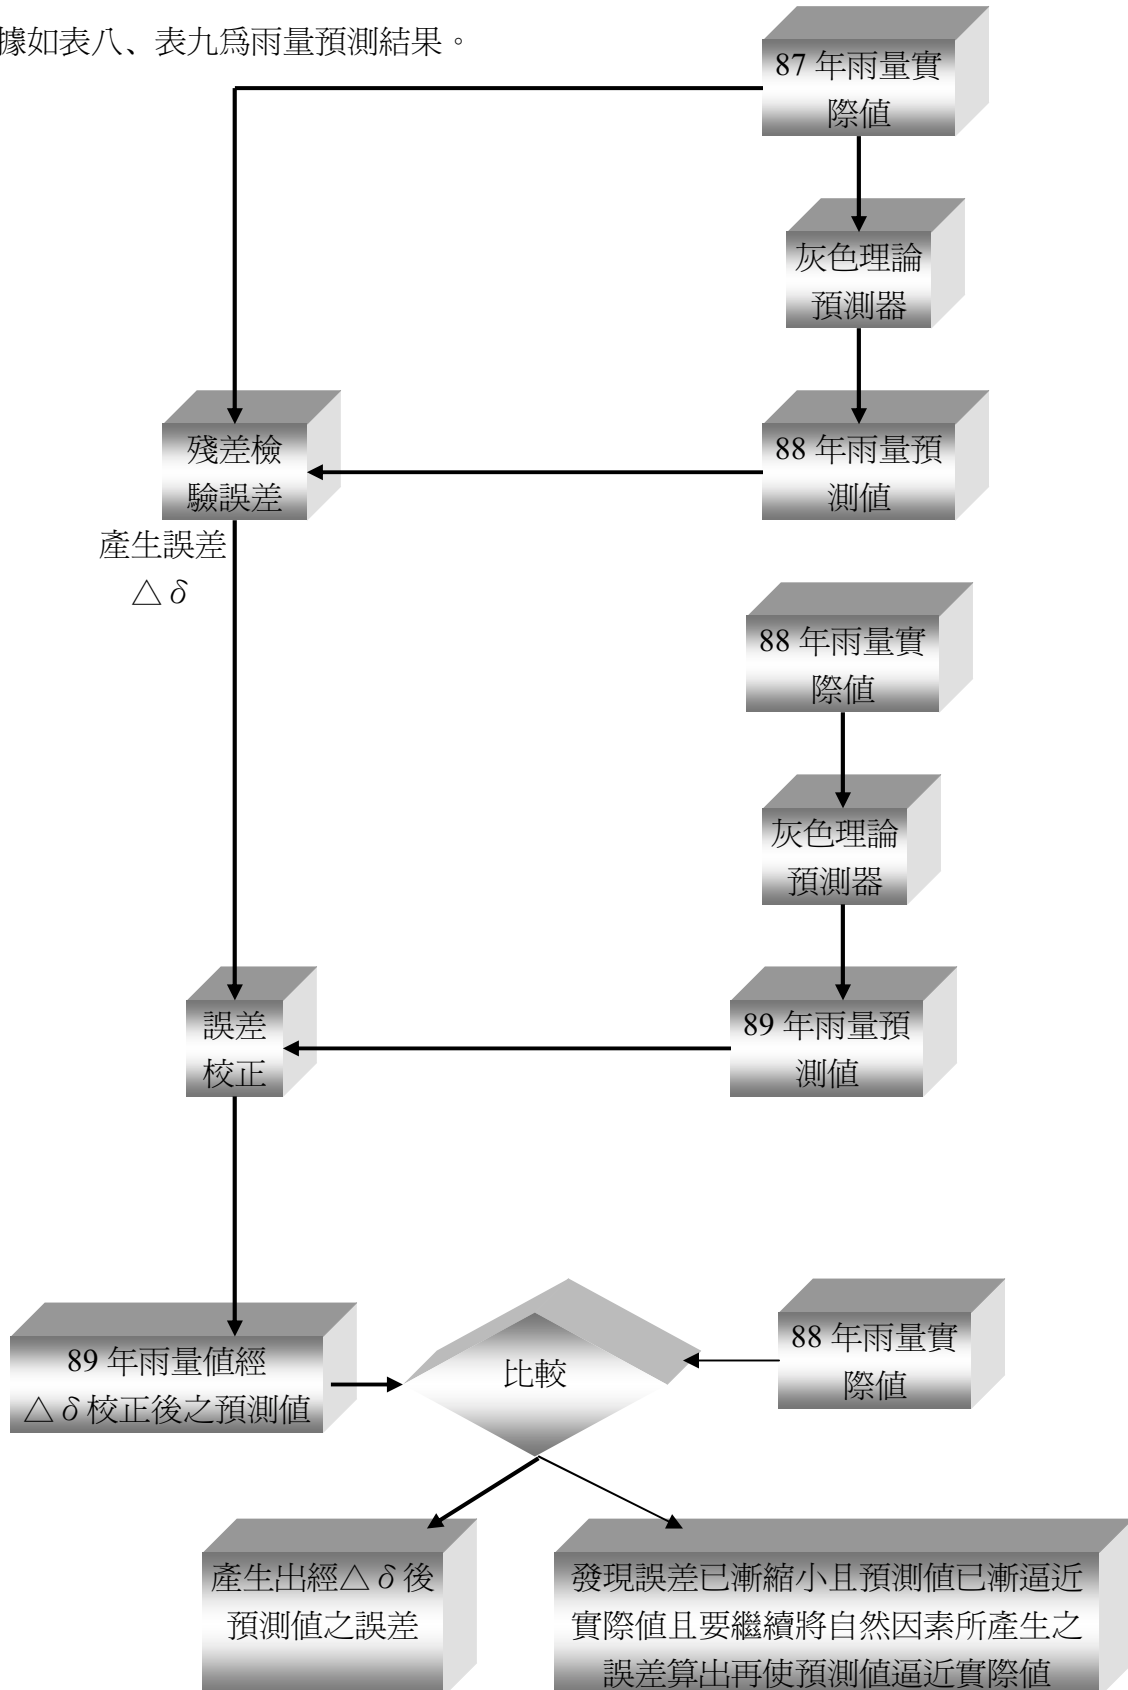 據如表八、表九為雨量預測結果。
87 年雨量實
際值
灰色理論
預測器
殘差檢
驗誤差
88 年雨量預
測值
產生誤差
△δ
88 年雨量實
際值
灰色理論
預測器
誤差
校正
89 年雨量預
測值
89 年雨量值經
△δ校正後之預測值
比較
88 年雨量實
際值
產生出經△δ後
預測值之誤差
發現誤差已漸縮小且預測值已漸逼近
實際值且要繼續將自然因素所產生之
誤差算出再使預測值逼近實際值